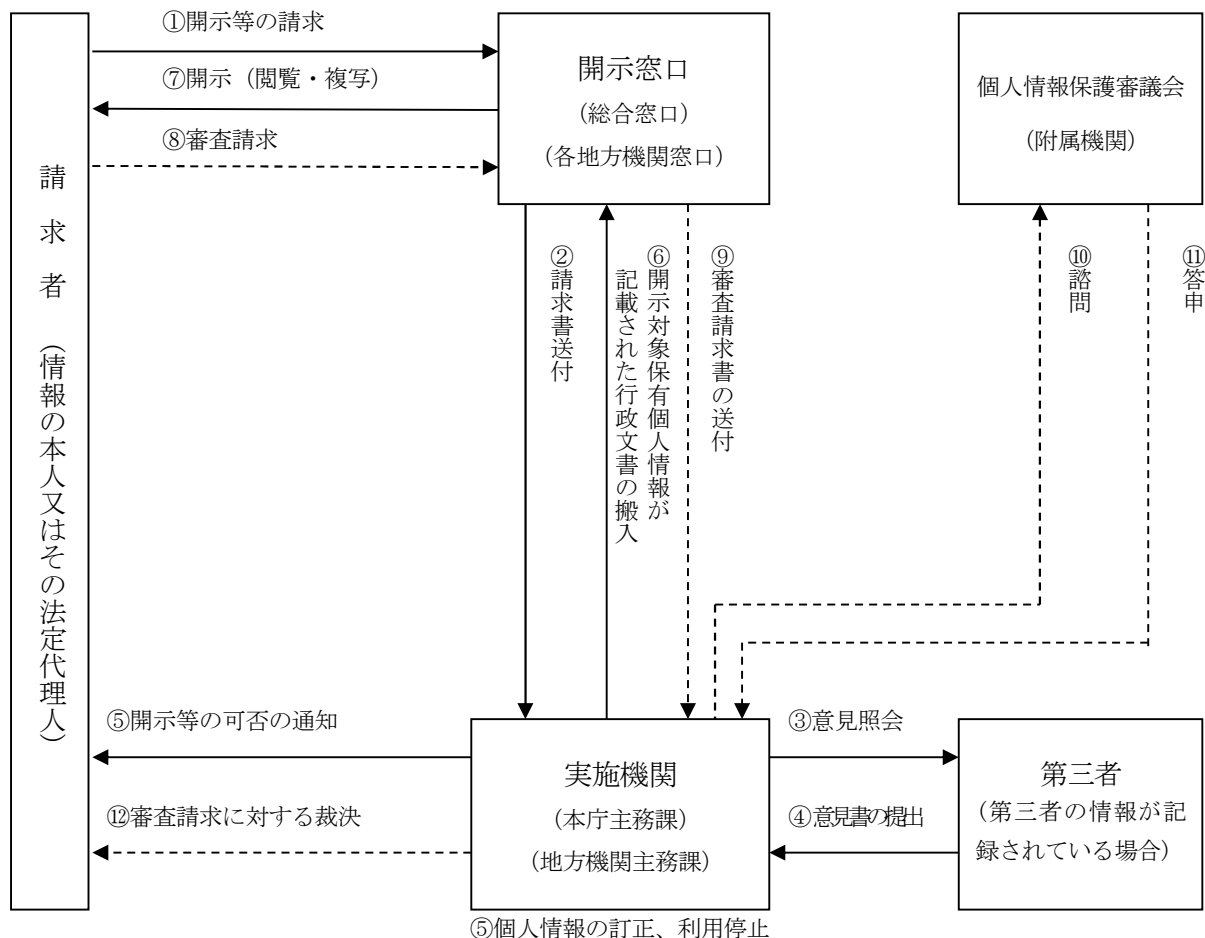 ①開示等の請求
⑦開示（閲覧・複写）
⑧審査請求
開示窓口
（総合窓口）
（各地方機関窓口）
個人情報保護審議会
（附属機関）
請求者（情報の本人又はその法定代理人）
②請求書送付
⑥開示対象保有個人情報が
記載された行政文書の搬入
⑨審査請求書の送付
⑩諮問
⑪答申
⑤開示等の可否の通知
⑫審査請求に対する裁決
実施機関
（本庁主務課）
（地方機関主務課）
⑤個人情報の訂正、利用停止
③意見照会
④意見書の提出
第三者
（第三者の情報が記
録されている場合）